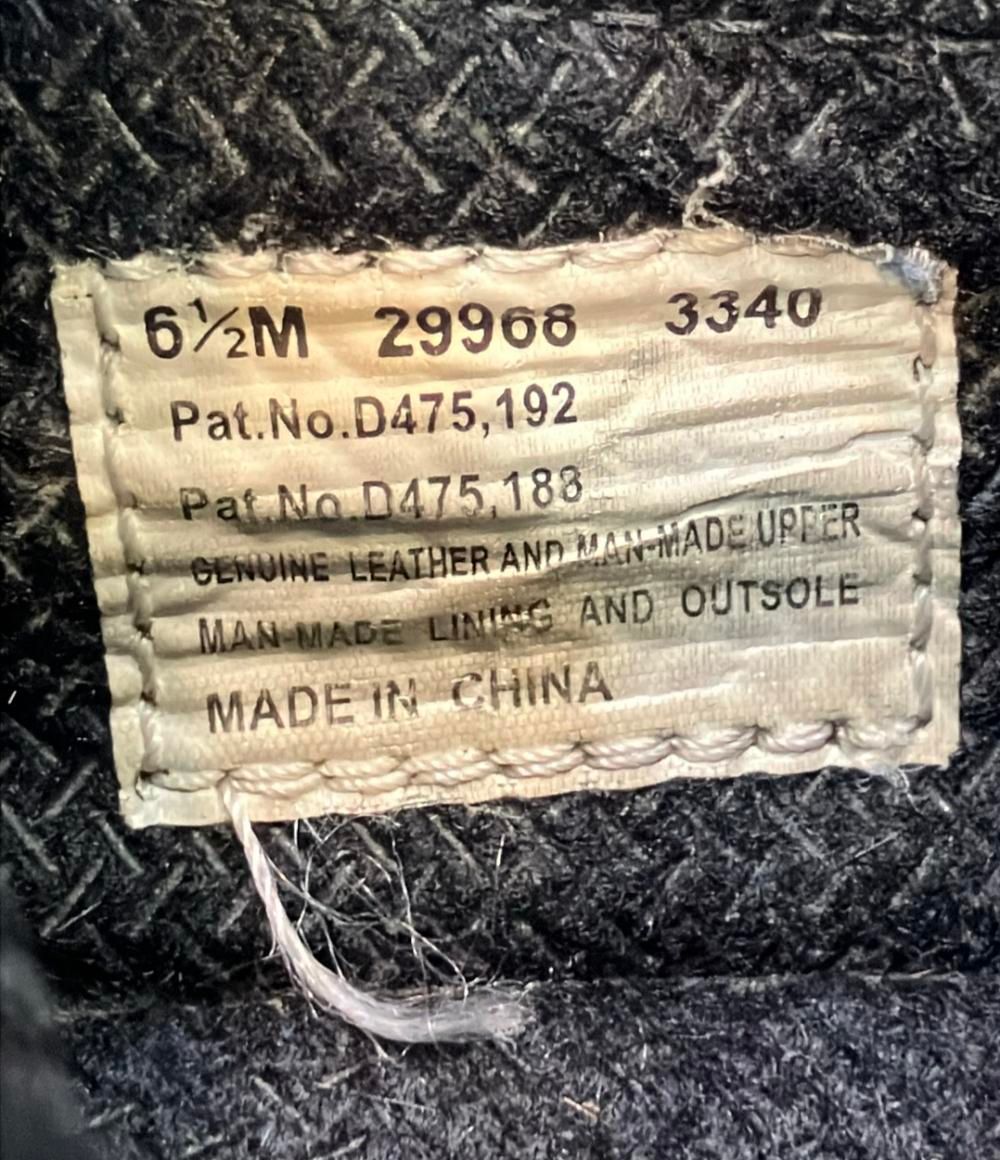 6½M 29968 3340
Pat.No.D475,192
Pat.No.D475,188
GENUINE LEATHER AND MAN-MADE UPPER
MAN-MADE LINING AND OUTSOLE
MADE IN CHINA